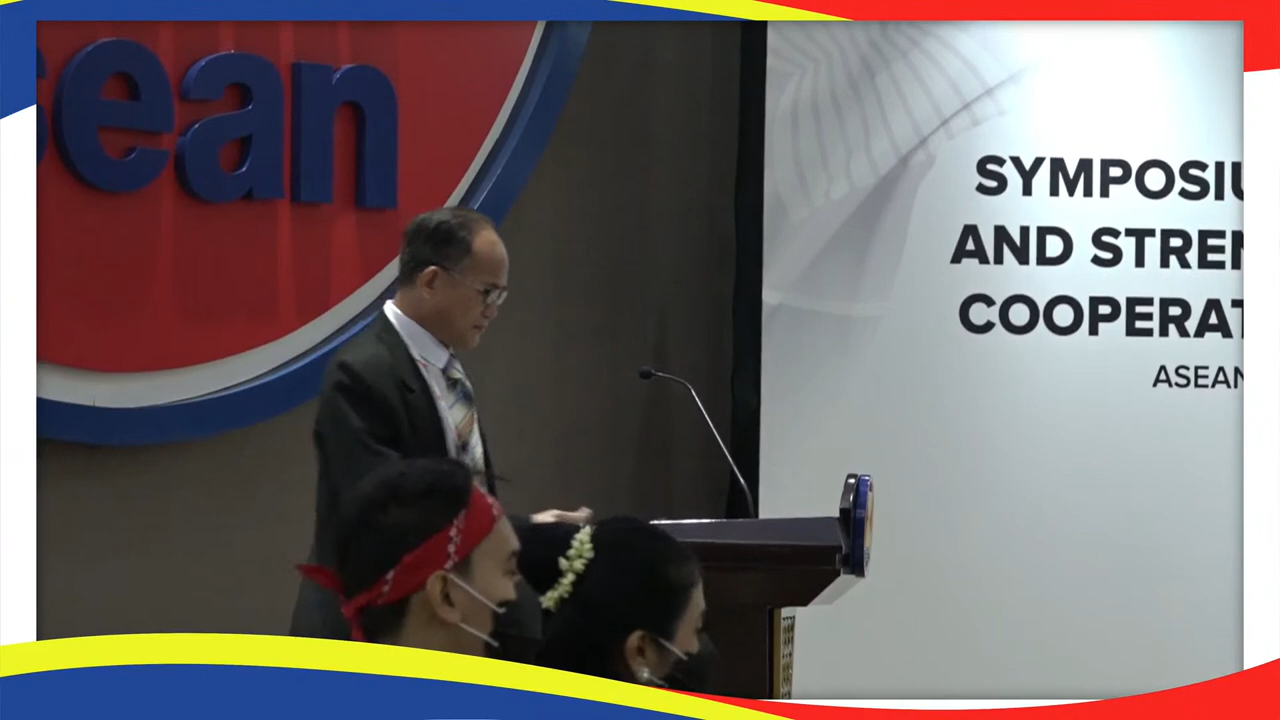 sean
SYMPOSIU
AND STREN
COOPERAT
ASEAN